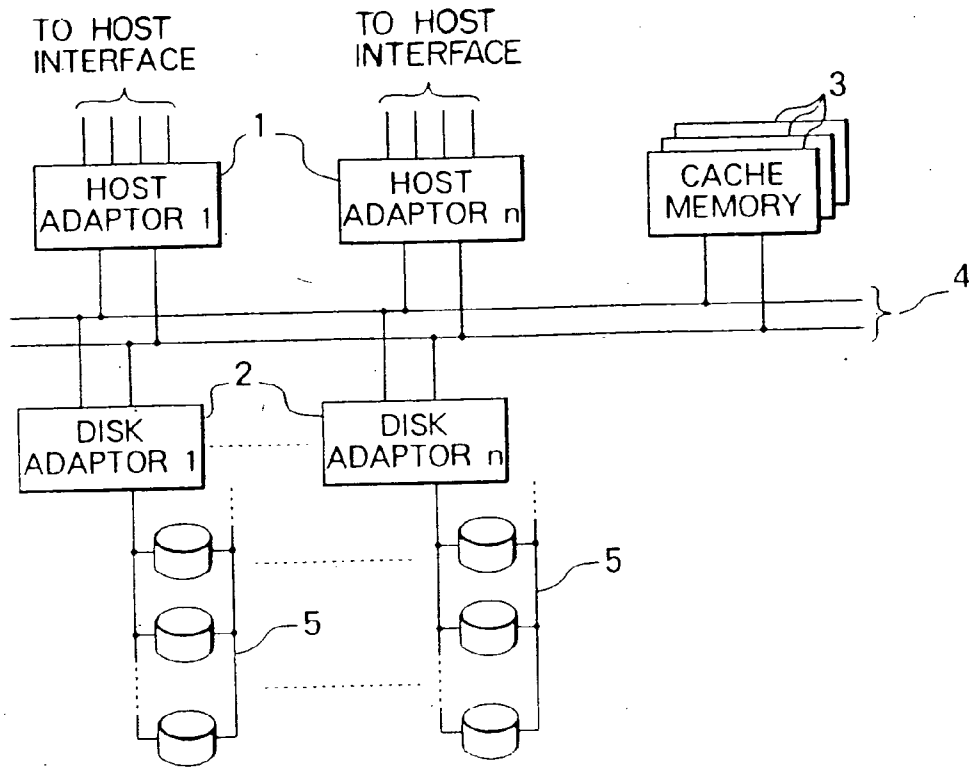 TO HOST
INTERFACE
TO HOST
INTERFACE
1
3
HOST
ADAPTOR 1
HOST
ADAPTOR n
CACHE
MEMORY
4
2
DISK
ADAPTOR 1
DISK
ADAPTOR n
5
5